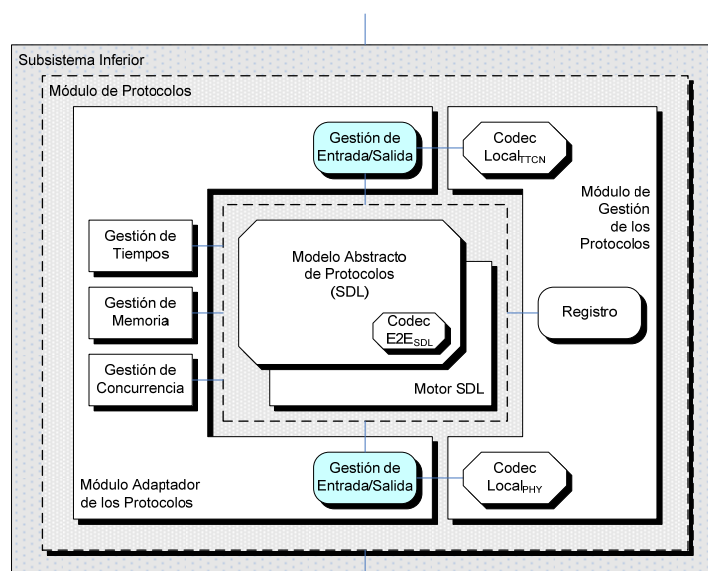 Subsistema Inferior
Módulo de Protocolos
Gestión de
Entrada/Salida
Codec
LocalTTCN
Módulo de
Gestión
de los
Protocolos
Gestión de
Tiempos
Modelo Abstracto
de Protocolos
(SDL)
Gestión de
Memoria
Codec
E2ESDL
Registro
Gestión de
Concurrencia
Motor SDL
Gestión de
Entrada/Salida
Codec
LocalPHY
Módulo Adaptador
de los Protocolos